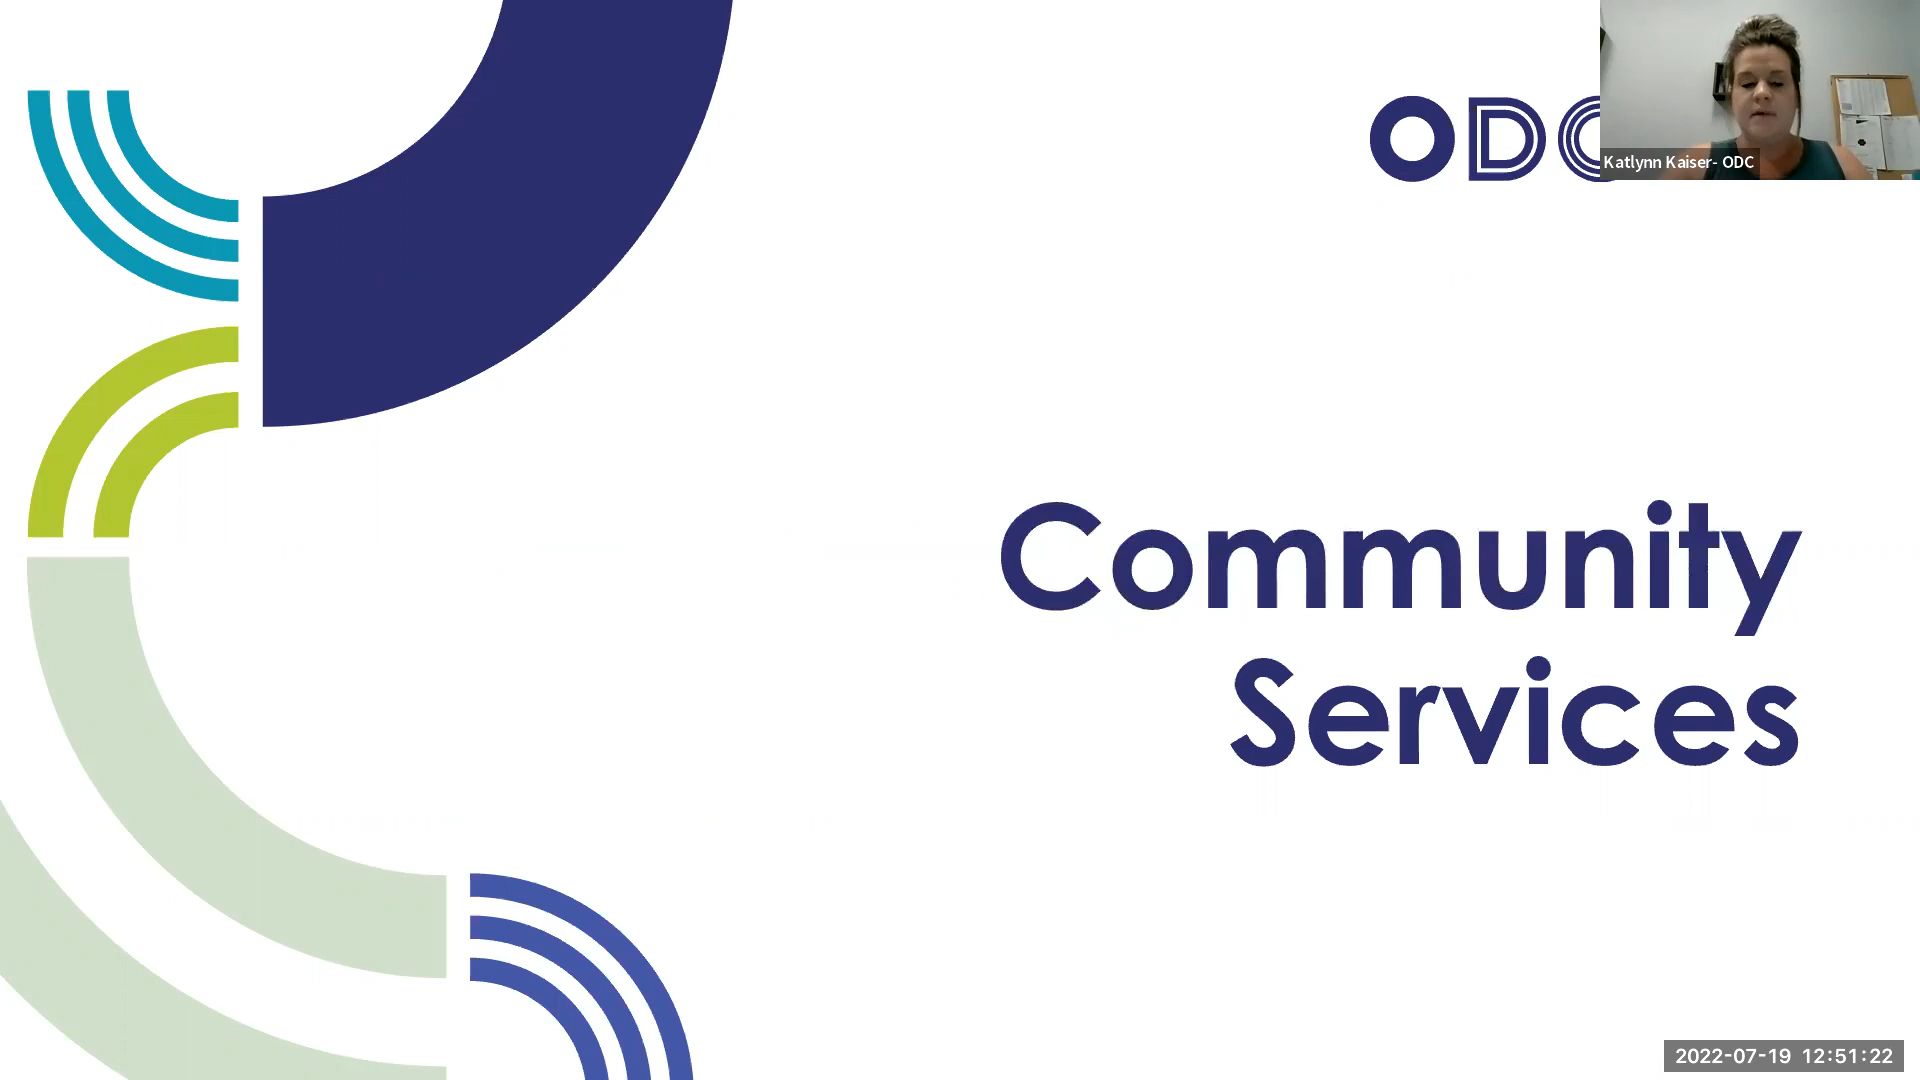 ODC
Katlynn Kaiser- ODC
Community
Services
2022-07-19 12:51:22